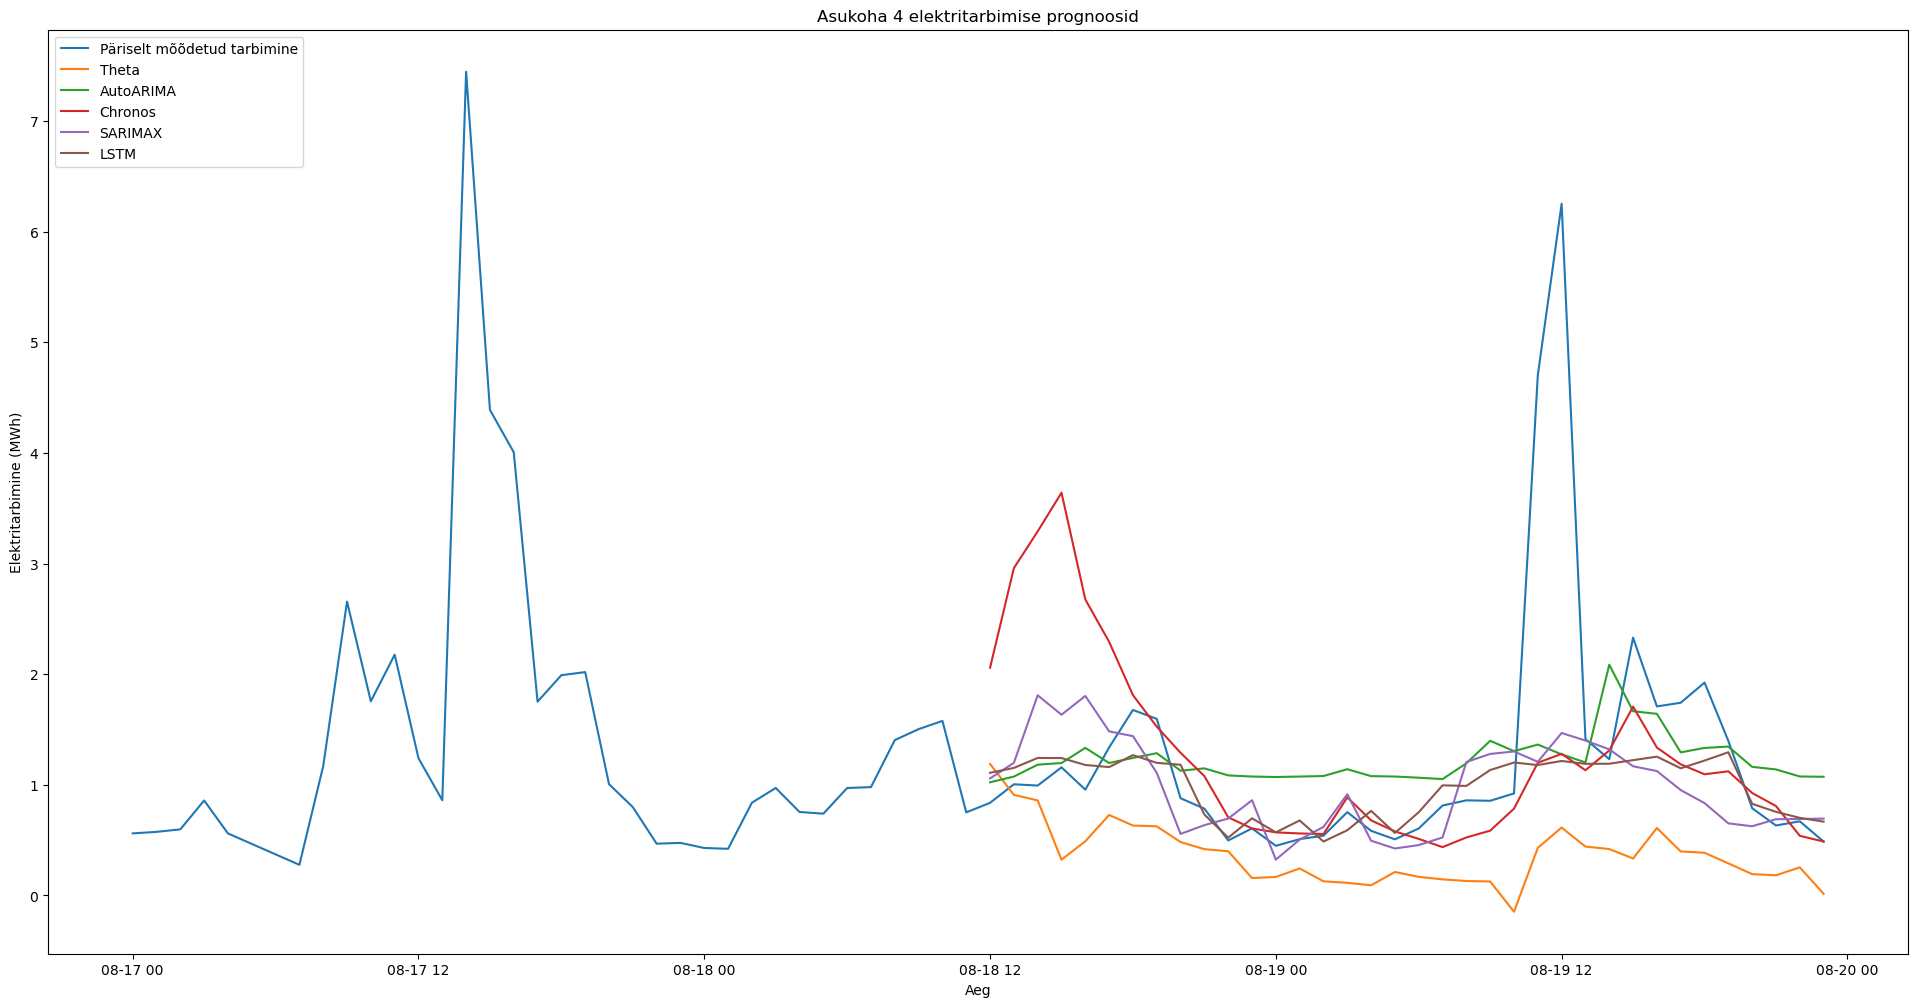 Asukoha 4 elektritarbimise prognoosid
Päriselt mõõdetud tarbimine
Theta
AutoARIMA
Chronos
SARIMAX
LSTM
Elektritarbimine (MWh)
7
6
5
4
3
2
1
0
08-17 00
08-17 12
08-18 00
08-18 12
08-19 00
08-19 12
08-20 00
Aeg